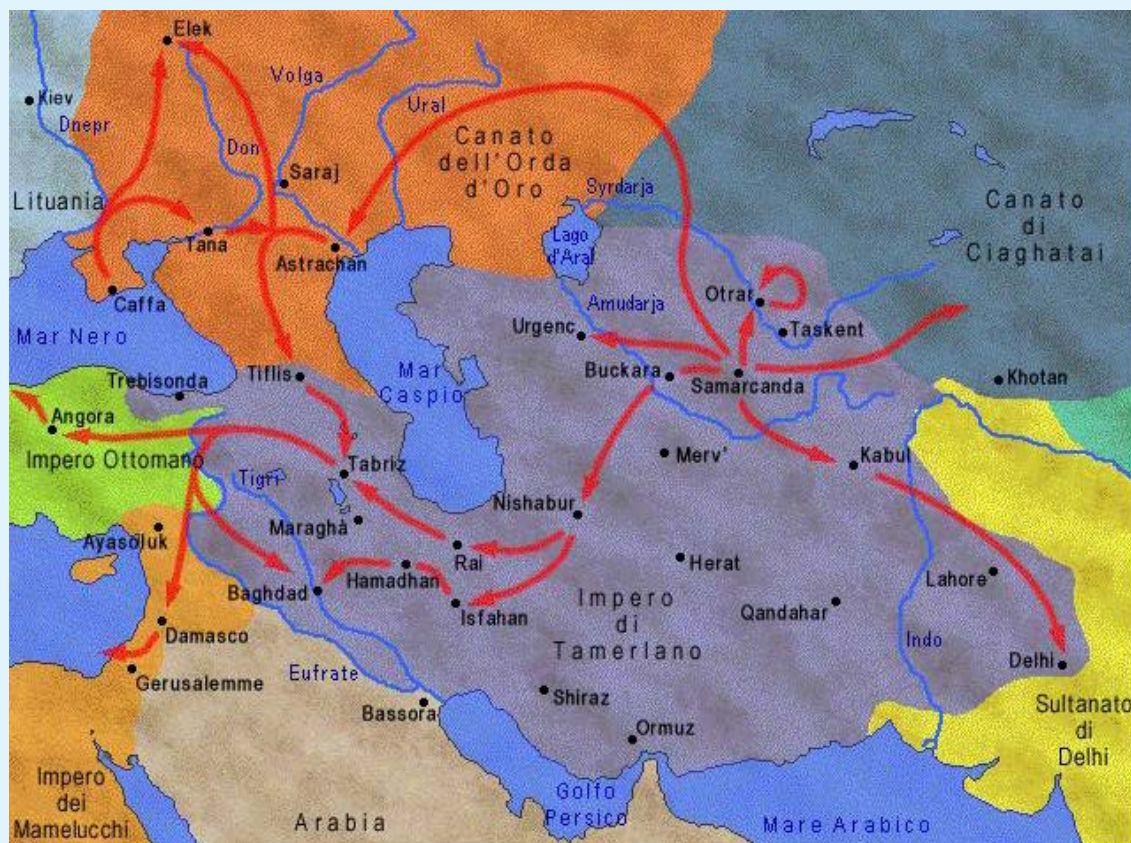 Elek
Volga
Kiev
Dnepr
Ural
Don
Canato
dell'Orda
d'Oro
Saraj
Lituania
Syrdarja
Canato
di
Ciaghatai
Tana
Astrachan
Lago
d'Aral
Caffa
Otrar
Amudarja
Mar Nero
Urgenc
Taskent
Tiflis
Mar
Caspio
Buckara
Samarcanda
Khotan
Trebisonda
Angora
Impero Ottomano
Tigri
Tabriz
Merv'
Kabul
Nishabur
Maraghà
Ayasoluk
Rai
Hamadhan
Herat
Lahore
Baghdad
Isfahan
Impero
di
Tamerlano
Qandahar
Damasco
Indo
Delhi
Gerusalemme
Eufrate
Shiraz
Bassora
Ormuz
Sultanato
di
Delhi
Impero
dei
Mamelucchi
Arabia
Golfo
Persico
Mare Arabico